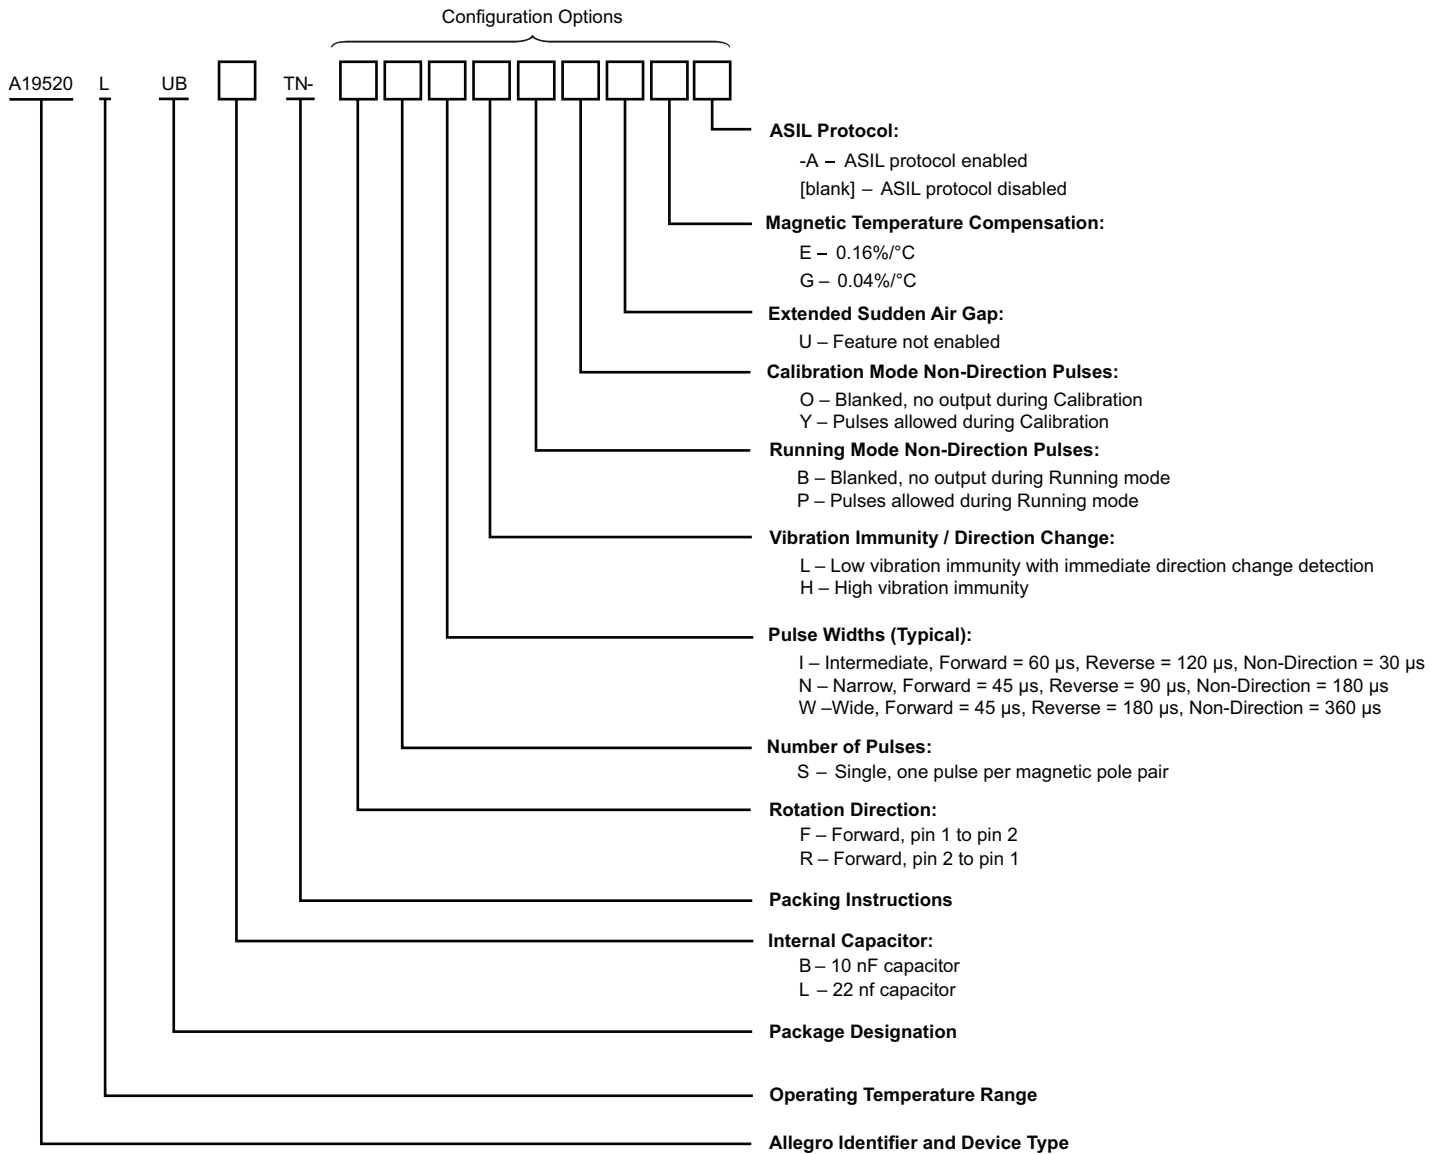 Configuration Options
A19520 L UB TN-
ASIL Protocol:
-A – ASIL protocol enabled
[blank] – ASIL protocol disabled
Magnetic Temperature Compensation:
E – 0.16%/°C
G – 0.04%/°C
Extended Sudden Air Gap:
U – Feature not enabled
Calibration Mode Non-Direction Pulses:
O – Blanked, no output during Calibration
Y – Pulses allowed during Calibration
Running Mode Non-Direction Pulses:
B – Blanked, no output during Running mode
P – Pulses allowed during Running mode
Vibration Immunity / Direction Change:
L – Low vibration immunity with immediate direction change detection
H – High vibration immunity
Pulse Widths (Typical):
I – Intermediate, Forward = 60 µs, Reverse = 120 µs, Non-Direction = 30 µs
N – Narrow, Forward = 45 µs, Reverse = 90 µs, Non-Direction = 180 µs
W –Wide, Forward = 45 µs, Reverse = 180 µs, Non-Direction = 360 µs
Number of Pulses:
S – Single, one pulse per magnetic pole pair
Rotation Direction:
F – Forward, pin 1 to pin 2
R – Forward, pin 2 to pin 1
Packing Instructions
Internal Capacitor:
B – 10 nF capacitor
L – 22 nf capacitor
Package Designation
Operating Temperature Range
Allegro Identifier and Device Type